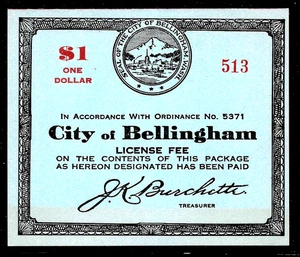 SEAL OF THE CITY OF BELLINGHAM, WASH.
$1
ONE
DOLLAR
513
IN ACCORDANCE WITH ORDINANCE No. 5371
City of Bellingham
LICENSE FEE
ON THE CONTENTS OF THIS PACKAGE
AS HEREON DESIGNATED HAS BEEN PAID
J.K. Burchette
TREASURER